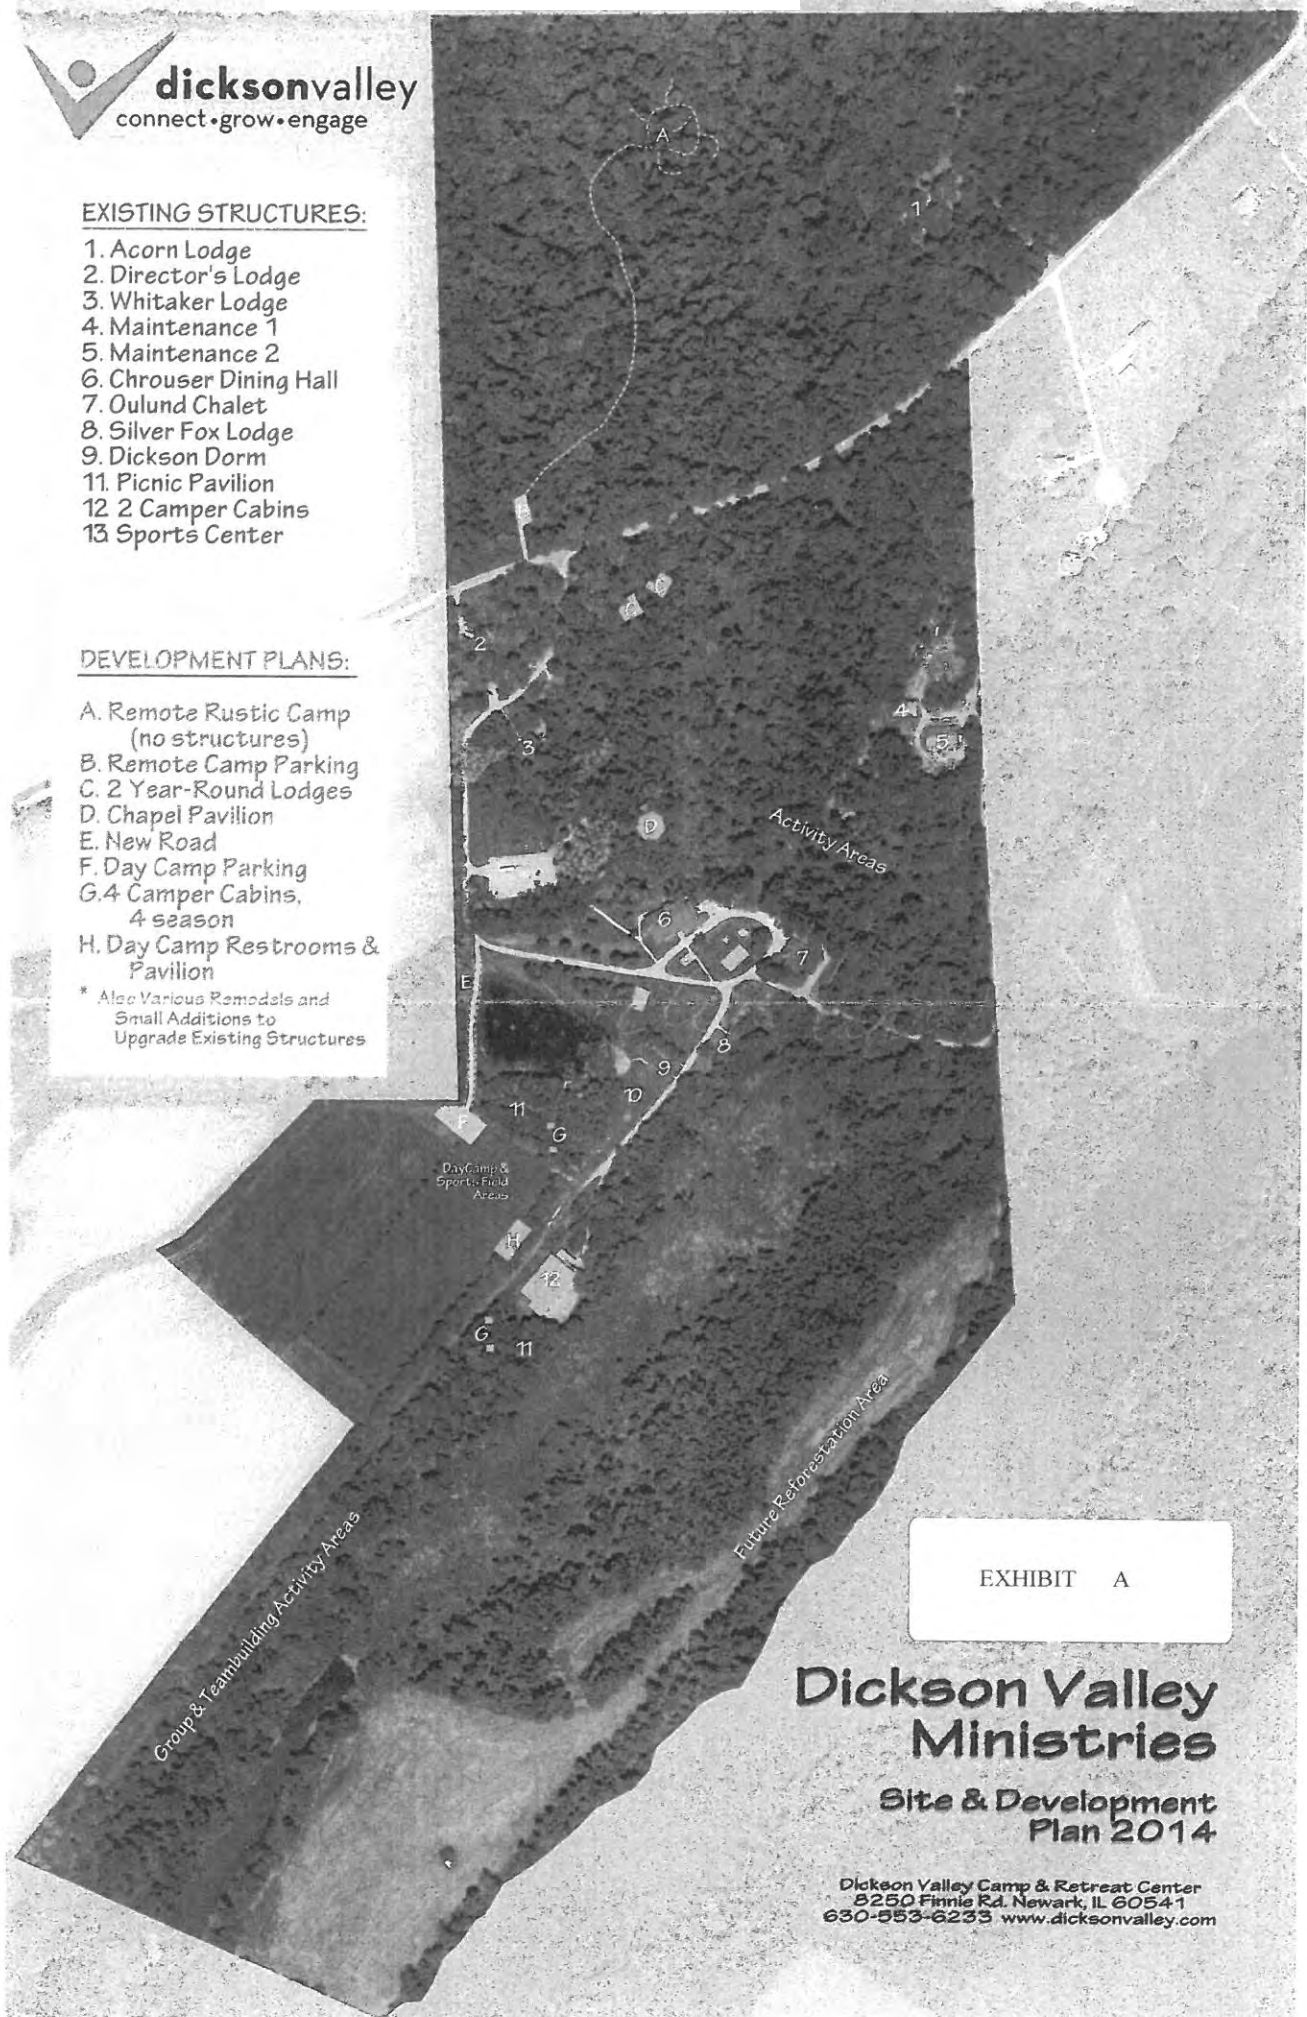 dicksonvalley
connect•grow•engage
EXISTING STRUCTURES:
1. Acorn Lodge
2. Director's Lodge
3. Whitaker Lodge
4. Maintenance 1
5. Maintenance 2
6. Chrouser Dining Hall
7. Oulund Chalet
8. Silver Fox Lodge
9. Dickson Dorm
11. Picnic Pavilion
12 2 Camper Cabins
13 Sports Center
DEVELOPMENT PLANS:
A. Remote Rustic Camp
(no structures)
B. Remote Camp Parking
C. 2 Year-Round Lodges
D. Chapel Pavilion
E. New Road
F. Day Camp Parking
G.4 Camper Cabins,
4 season
H. Day Camp Restrooms &
Pavilion
* Also Various Remodels and
Small Additions to
Upgrade Existing Structures
A
1
C
C
2
3
4
5
D
Activity Areas
6
7
E
8
9
10
11
F
G
DayCamp &
Sports Field
Areas
H
12
G
11
Future Reforestation Area
Group & Teambuilding Activity Areas
EXHIBIT A
Dickson Valley
Ministries
Site & Development
Plan 2014
Dickson Valley Camp & Retreat Center
8250 Finnie Rd. Newark, IL 60541
630-553-6233 www.dicksonvalley.com